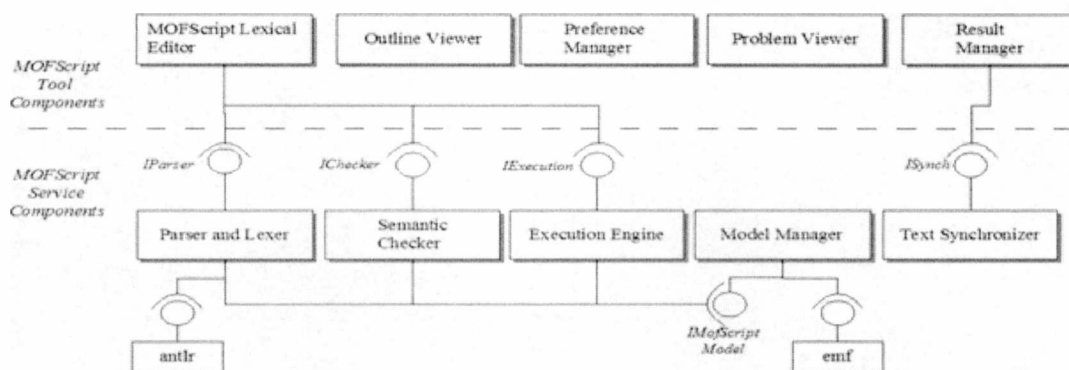 MOFScript Lexical
Editor
Outline Viewer
Preference
Manager
Problem Viewer
Result
Manager
MOFScript
Tool
Components
IParser
IChecker
IExecution
ISynch
MOFScript
Service
Components
Parser and Lexer
Semantic
Checker
Execution Engine
Model Manager
Text Synchronizer
IMofScript
Model
antlr
emf